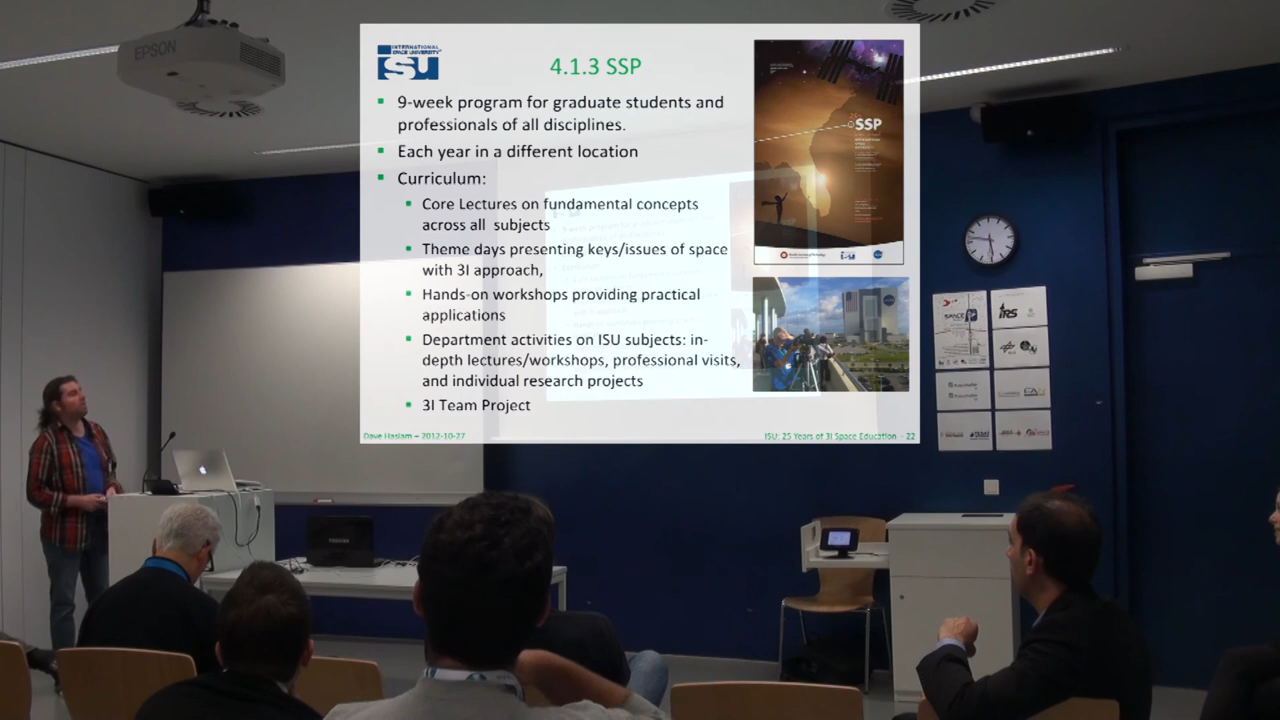 EPSON
INTERNATIONAL
SPACE UNIVERSITY
ISU
4.1.3 SSP
9-week program for graduate students and
professionals of all disciplines.
Each year in a different location
Curriculum:
Core Lectures on fundamental concepts
across all subjects
Theme days presenting keys/issues of space
with 3I approach,
Hands-on workshops providing practical
applications
Department activities on ISU subjects: in-
depth lectures/workshops, professional visits,
and individual research projects
3I Team Project
Dave Haslam – 2012-10-27
ISU: 25 Years of 3I Space Education - 22
SSP
SPACE
IRS
TOSHIBA